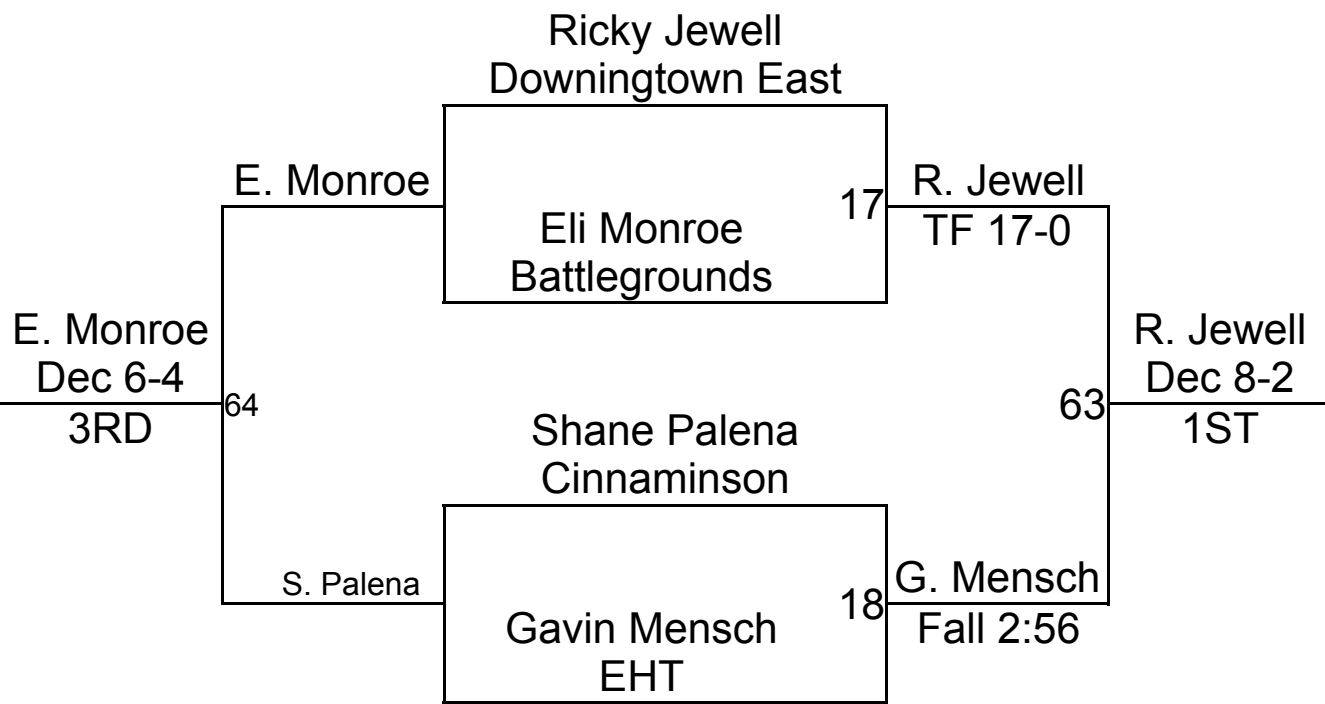 Ricky Jewell
Downingtown East
E. Monroe
17
R. Jewell
TF 17-0
Eli Monroe
Battlegrounds
E. Monroe
Dec 6-4
3RD
64
63
R. Jewell
Dec 8-2
1ST
Shane Palena
Cinnaminson
S. Palena
18
G. Mensch
Fall 2:56
Gavin Mensch
EHT